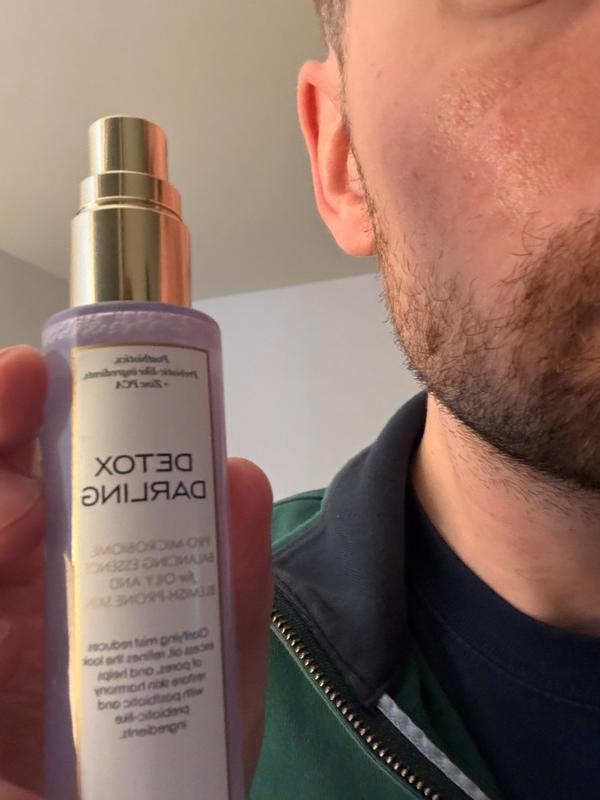 Postbiotics,
Prebiotic-like ingredients,
+ Zinc PCA
DETOX
DARLING
PRO-MICROBIOME
BALANCING ESSENCE
for OILY AND
BLEMISH-PRONE SKIN
Clarifying mist reduces
excess oil, refines the look
of pores, and helps
restore skin harmony
with postbiotic and
prebiotic-like
ingredients.